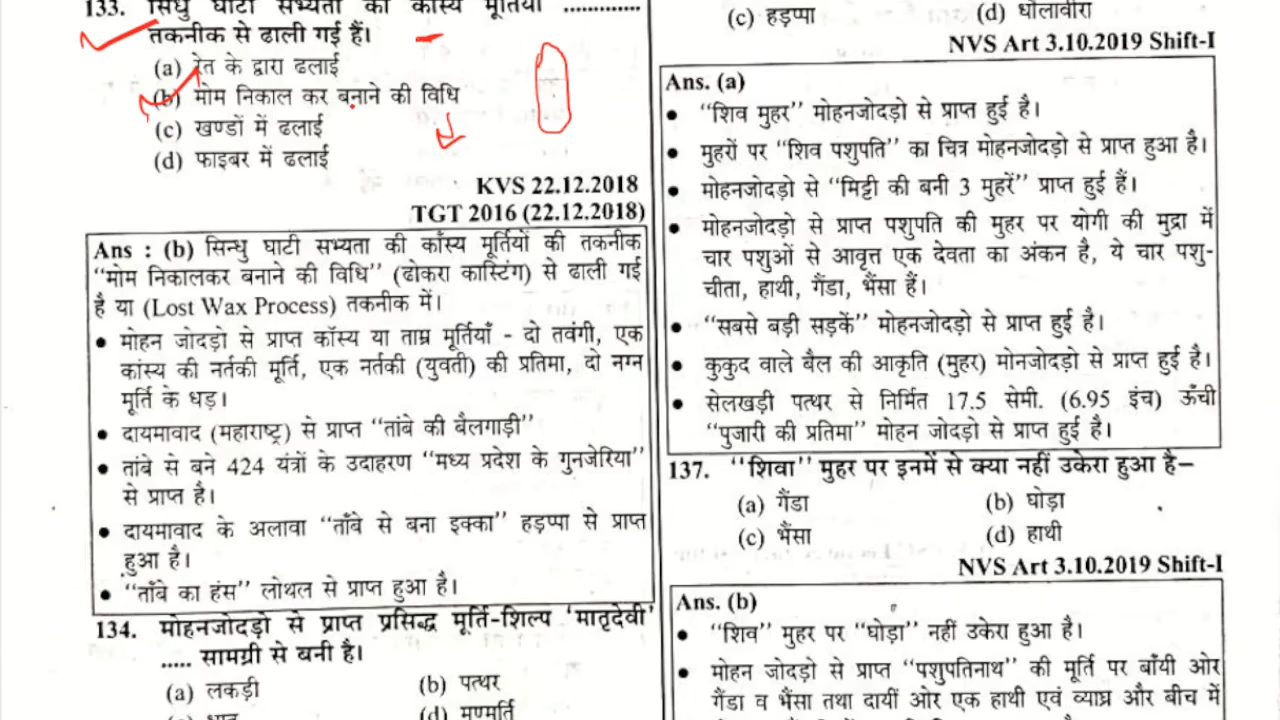 133. सिंधु घाटी सभ्यता की कांस्य मूर्तियां .............
तकनीक से ढाली गई हैं।
(a) रेत के द्वारा ढलाई
(b) मोम निकाल कर बनाने की विधि
(c) खण्डों में ढलाई
(d) फाइबर में ढलाई
KVS 22.12.2018
TGT 2016 (22.12.2018)
Ans : (b) सिन्धु घाटी सभ्यता की काँस्य मूर्तियों की तकनीक
“मोम निकालकर बनाने की विधि” (ढोकरा कास्टिंग) से ढाली गई
है या (Lost Wax Process) तकनीक में।
● मोहन जोदड़ो से प्राप्त कॉस्य या ताम्र मूर्तियाँ - दो तवंगी, एक
कांस्य की नर्तकी मूर्ति, एक नर्तकी (युवती) की प्रतिमा, दो नग्न
मूर्ति के धड़।
● दायमावाद (महाराष्ट्र) से प्राप्त “तांबे की बैलगाड़ी”
● तांबे से बने 424 यंत्रों के उदाहरण “मध्य प्रदेश के गुनजेरिया”
से प्राप्त है।
● दायमावाद के अलावा “ताँबे से बना इक्का” हड़प्पा से प्राप्त
हुआ है।
● “ताँबे का हंस” लोथल से प्राप्त हुआ है।
134. मोहनजोदड़ो से प्राप्त प्रसिद्ध मूर्ति-शिल्प ‘मातृदेवी’
..... सामग्री से बनी है।
(a) लकड़ी (b) पत्थर
(d) मृण्मूर्ति
(c) हड़प्पा (d) धौलावीरा
NVS Art 3.10.2019 Shift-I
Ans. (a)
● “शिव मुहर” मोहनजोदड़ो से प्राप्त हुई है।
● मुहरों पर “शिव पशुपति” का चित्र मोहनजोदड़ो से प्राप्त हुआ है।
● मोहनजोदड़ो से “मिट्टी की बनी 3 मुहरें” प्राप्त हुई हैं।
● मोहनजोदड़ो से प्राप्त पशुपति की मुहर पर योगी की मुद्रा में
चार पशुओं से आवृत्त एक देवता का अंकन है, ये चार पशु-
चीता, हाथी, गैंडा, भैंसा हैं।
● “सबसे बड़ी सड़कें” मोहनजोदड़ो से प्राप्त हुई है।
● कुकुद वाले बैल की आकृति (मुहर) मोनजोदड़ो से प्राप्त हुई है।
● सेलखड़ी पत्थर से निर्मित 17.5 सेमी. (6.95 इंच) ऊँची
“पुजारी की प्रतिमा” मोहन जोदड़ो से प्राप्त हुई है।
137. “शिवा” मुहर पर इनमें से क्या नहीं उकेरा हुआ है–
(a) गैंडा (b) घोड़ा
(c) भैंसा (d) हाथी
NVS Art 3.10.2019 Shift-I
Ans. (b)
● “शिव” मुहर पर “घोड़ा” नहीं उकेरा हुआ है।
● मोहन जोदड़ो से प्राप्त “पशुपतिनाथ” की मूर्ति पर बाँयी ओर
गैंडा व भैंसा तथा दायीं ओर एक हाथी एवं व्याघ्र और बीच में